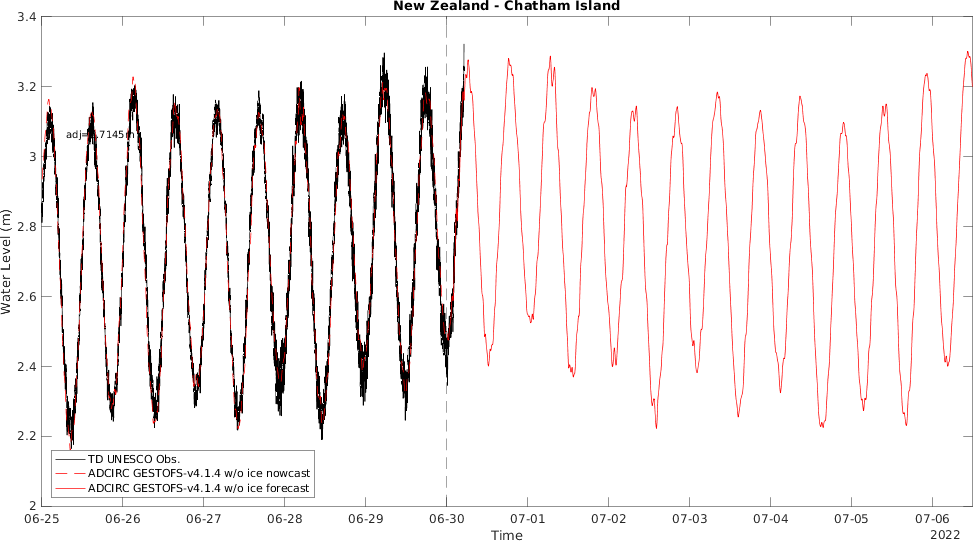 New Zealand - Chatham Island
3.4
3.2
3
2.8
2.6
2.4
2.2
2
Water Level (m)
TD UNESCO Obs.
ADCIRC GESTOFS-v4.1.4 w/o ice nowcast
ADCIRC GESTOFS-v4.1.4 w/o ice forecast
06-25 06-26 06-27 06-28 06-29 06-30 07-01 07-02 07-03 07-04 07-05 07-06
Time
2022